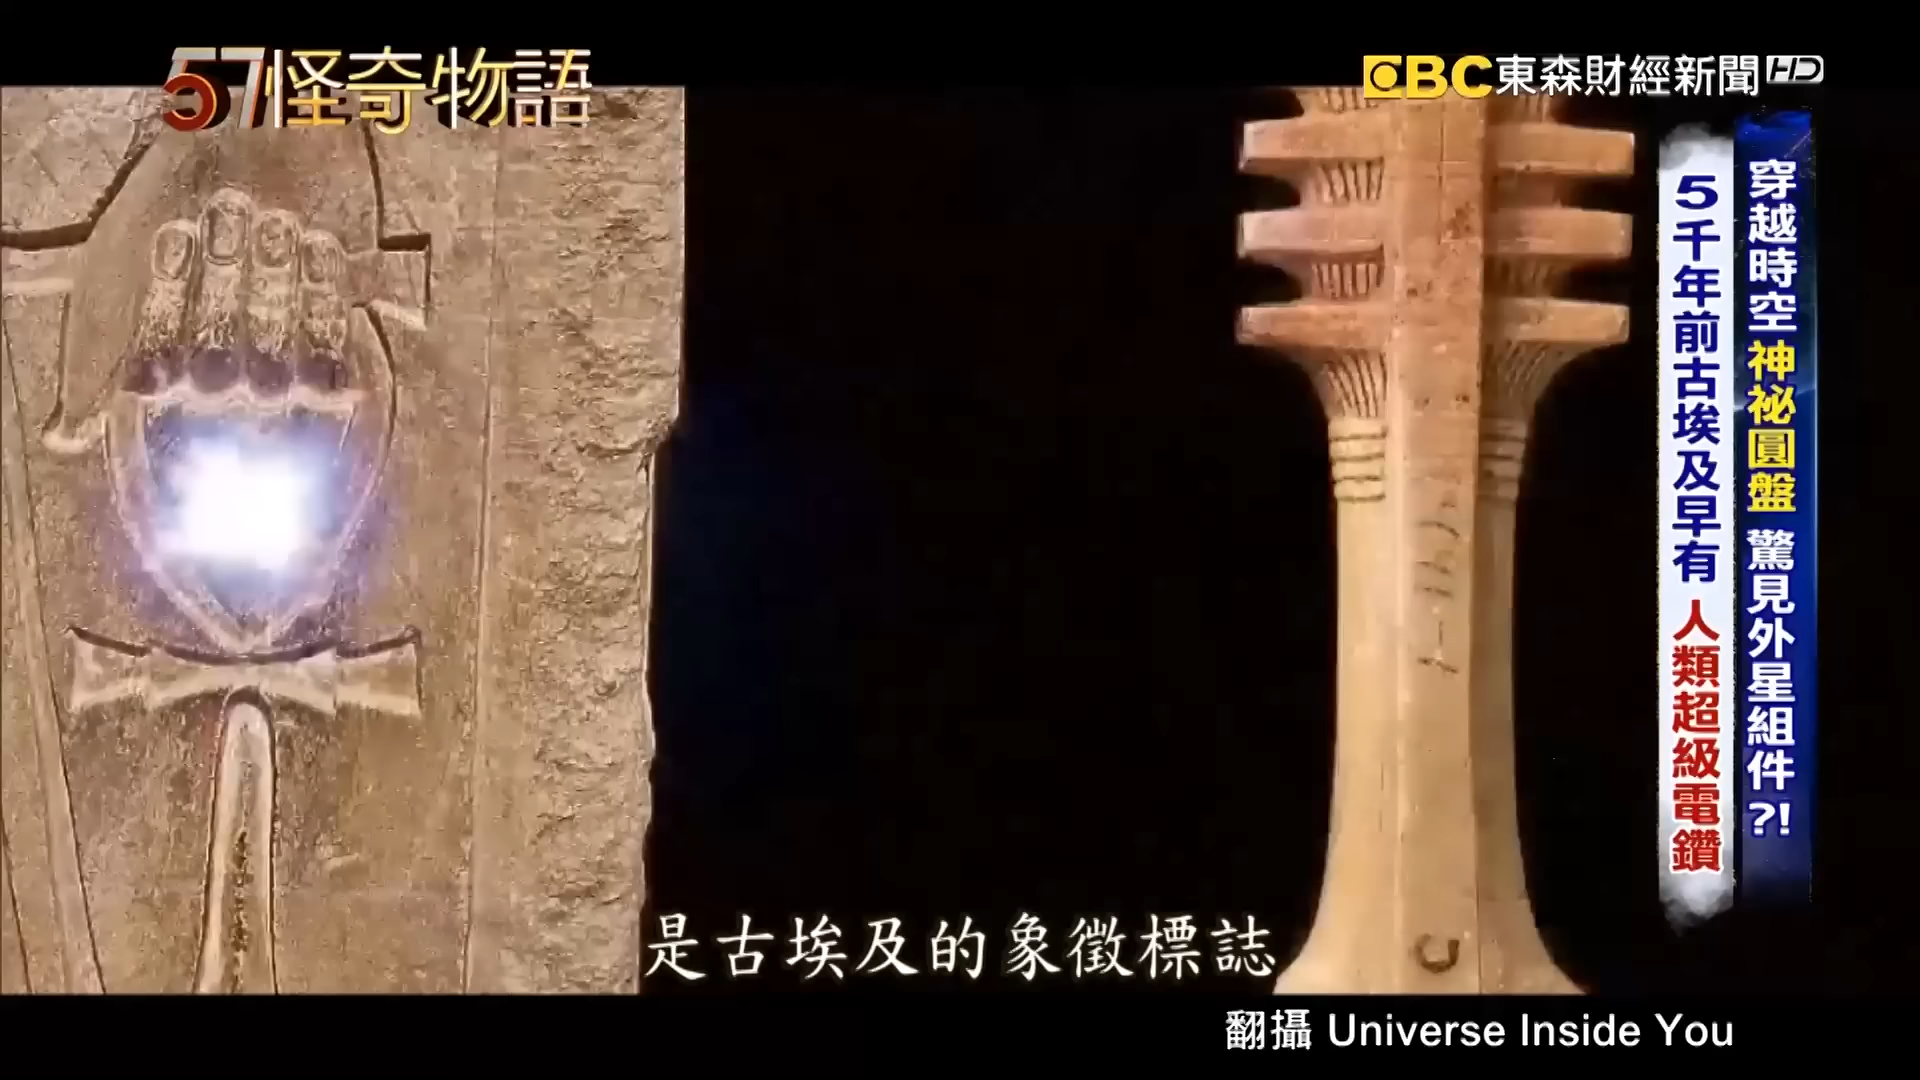 57怪奇物語
EBC東森財經新聞HD
穿越時空神祕圓盤 驚見外星組件?!
5千年前古埃及早有 人類超級電鑽
是古埃及的象徵標誌
翻攝 Universe Inside You